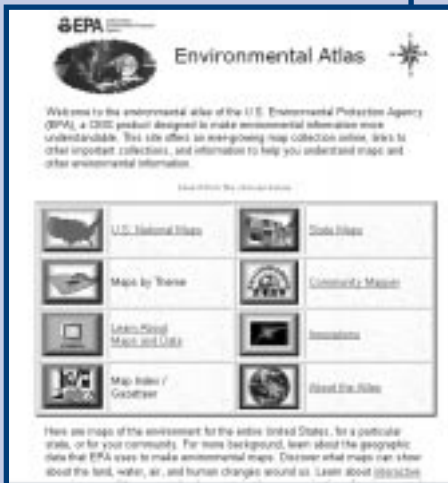 EPA
Environmental Atlas
Welcome to the environmental atlas of the U.S. Environmental Protection Agency
(EPA), a product designed to make environmental information more
understandable. This site offers an ever-growing map collection online, links to
other important collections, and information to help you understand maps and
other environmental information.
U.S. National Maps
State Maps
Maps by Theme
Community Mapper
Learn About
Maps and Data
Innovations
Map Index /
Gazetteer
About the Atlas
Here are maps of the environment for the entire United States, for a particular
state, or for your community. For more background, learn about the geographic
data that EPA uses to make environmental maps. Discover what maps can show
about the land, water, air, and human changes around us. Learn about interactive